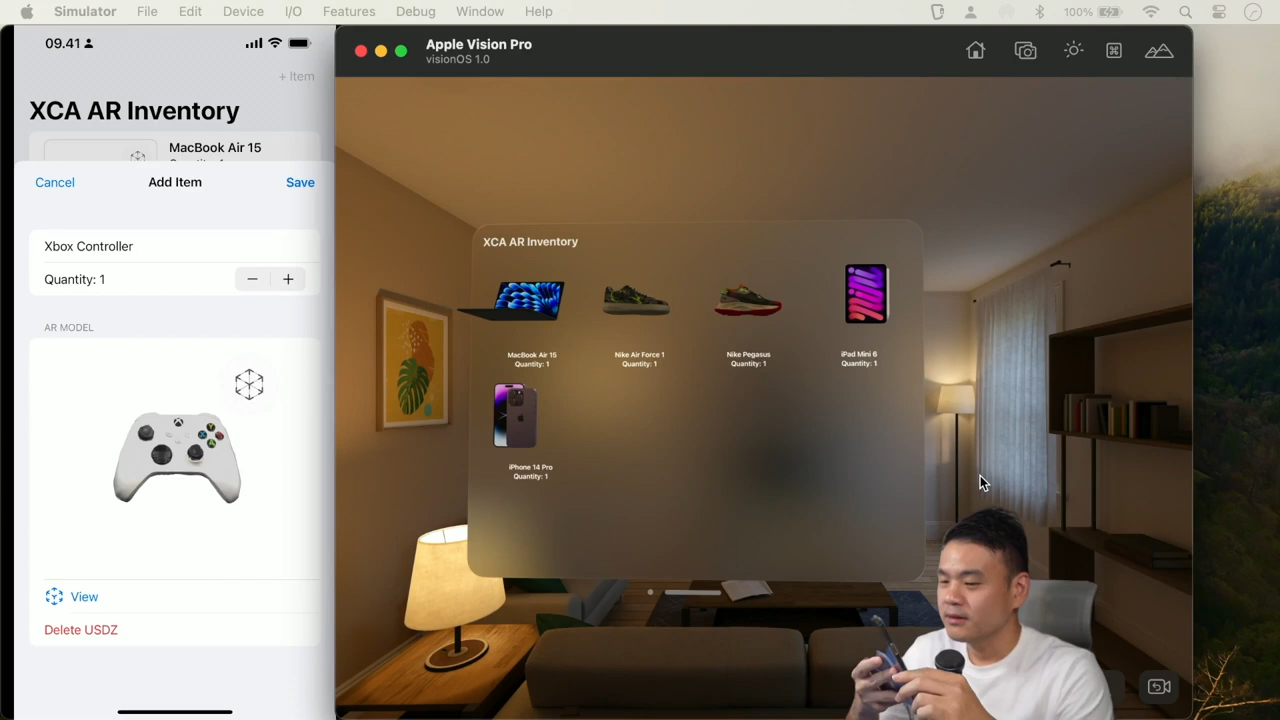 Simulator File Edit Device I/O Features Debug Window Help 100%
09.41
+ Item
XCA AR Inventory
MacBook Air 15
Cancel Add Item Save
Xbox Controller
Quantity: 1
AR MODEL
View
Delete USDZ
Apple Vision Pro
visionOS 1.0
XCA AR Inventory
MacBook Air 15
Quantity: 1
Nike Air Force 1
Quantity: 1
Nike Pegasus
Quantity: 1
iPad Mini 6
Quantity: 1
iPhone 14 Pro
Quantity: 1